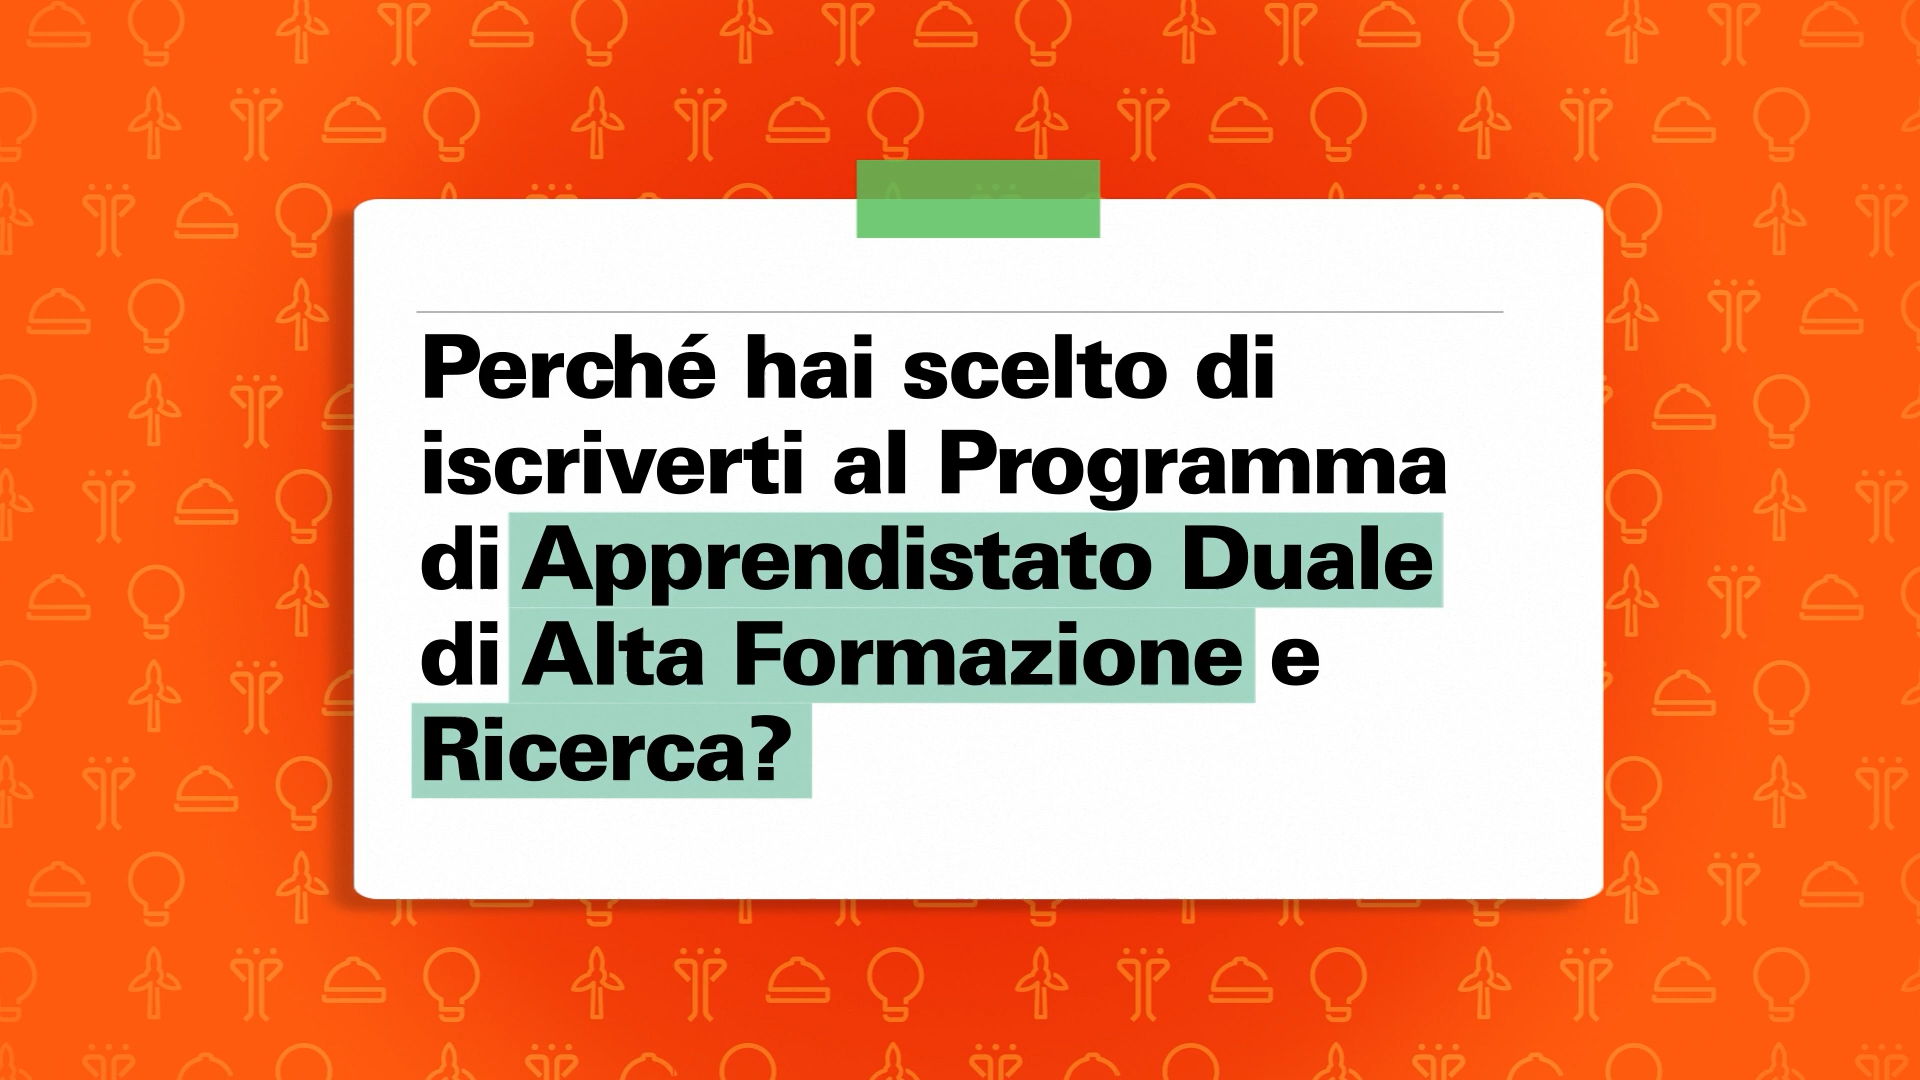 Perché hai scelto di
iscriverti al Programma
di Apprendistato Duale
di Alta Formazione e
Ricerca?